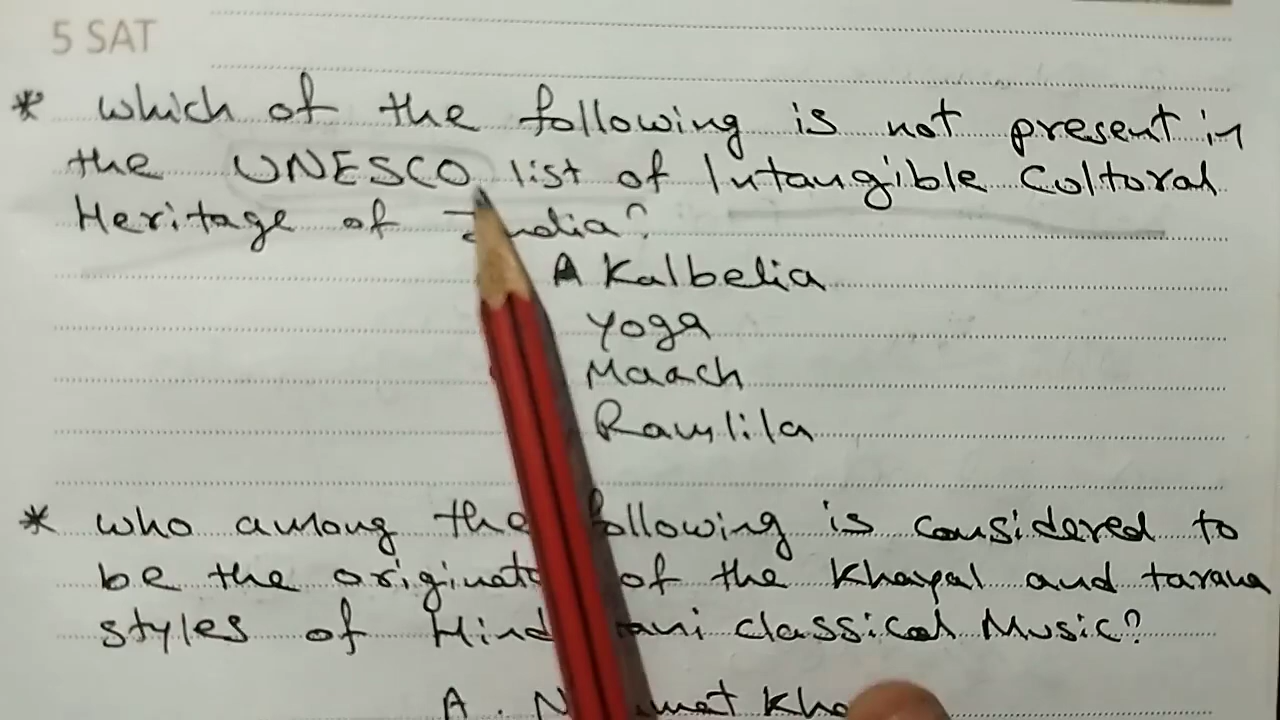 5 SAT
* which of the following is not present in
the UNESCO list of Intangible Coltoral
Heritage of India?
A Kalbelia
Yoga
Maach
Ramlila
* who among the following is considered to
be the of the Khayal and tarana
styles of classical Music?
A.